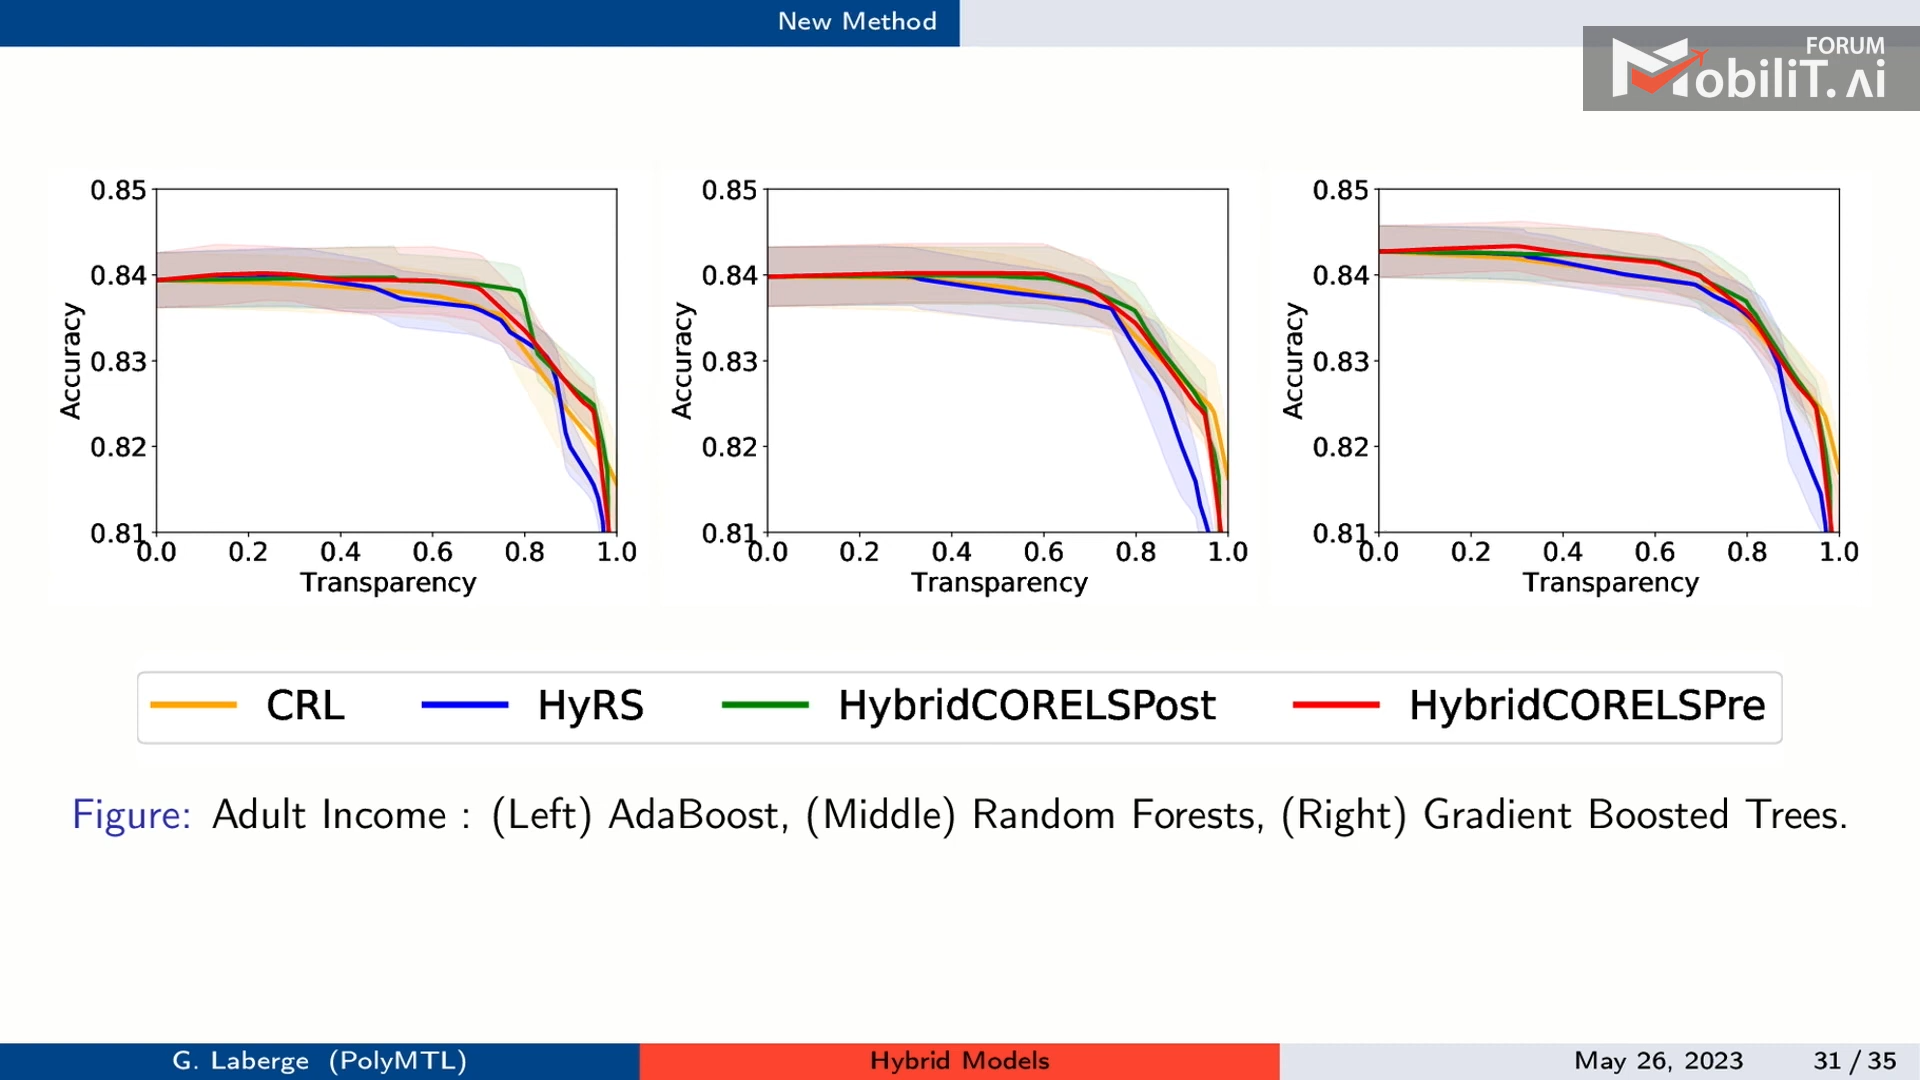 New Method
FORUM
MobiliT.Ai
0.85
0.84
0.83
0.82
0.81
Accuracy
0.0 0.2 0.4 0.6 0.8 1.0
Transparency
0.85
0.84
0.83
0.82
0.81
Accuracy
0.0 0.2 0.4 0.6 0.8 1.0
Transparency
0.85
0.84
0.83
0.82
0.81
Accuracy
0.0 0.2 0.4 0.6 0.8 1.0
Transparency
CRL HyRS HybridCORELSPost HybridCORELSPre
Figure: Adult Income : (Left) AdaBoost, (Middle) Random Forests, (Right) Gradient Boosted Trees.
G. Laberge (PolyMTL) Hybrid Models May 26, 2023 31 / 35